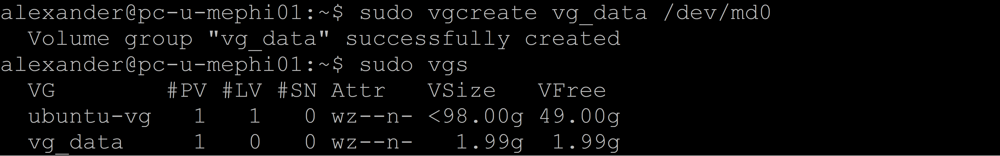 alexander@pc-u-mephi01:~$ sudo vgcreate vg_data /dev/md0
  Volume group "vg_data" successfully created
alexander@pc-u-mephi01:~$ sudo vgs
  VG        #PV #LV #SN Attr   VSize   VFree
  ubuntu-vg   1   1   0 wz--n- <98.00g 49.00g
  vg_data     1   0   0 wz--n-   1.99g  1.99g